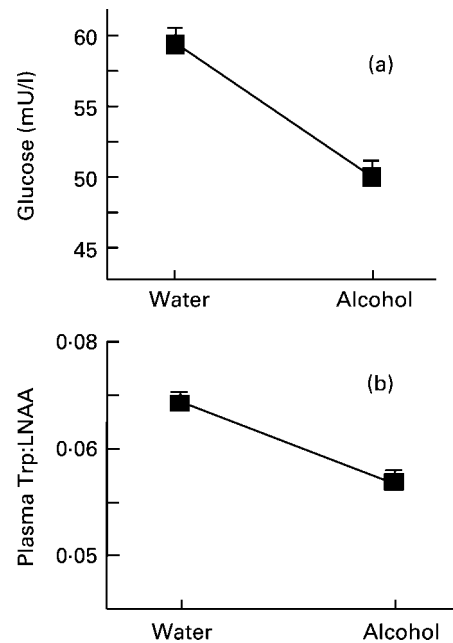 Glucose (mU/l)
60
55
50
45
(a)
Water Alcohol
Plasma Trp:LNAA
0·08
0·06
0·05
(b)
Water Alcohol